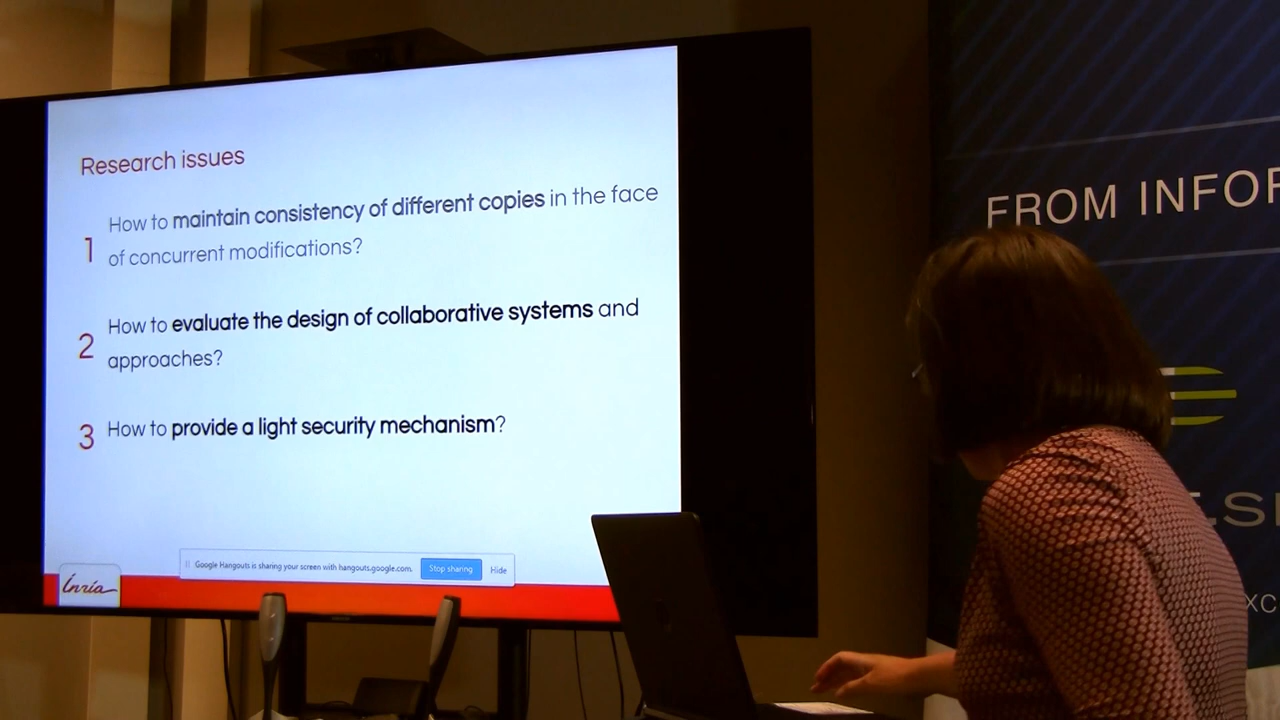 Research issues
1 How to maintain consistency of different copies in the face
of concurrent modifications?
2 How to evaluate the design of collaborative systems and
approaches?
3 How to provide a light security mechanism?
Google Hangouts is sharing your screen with hangouts.google.com. Stop sharing Hide
Inria
FROM INFOR
.SI
XC